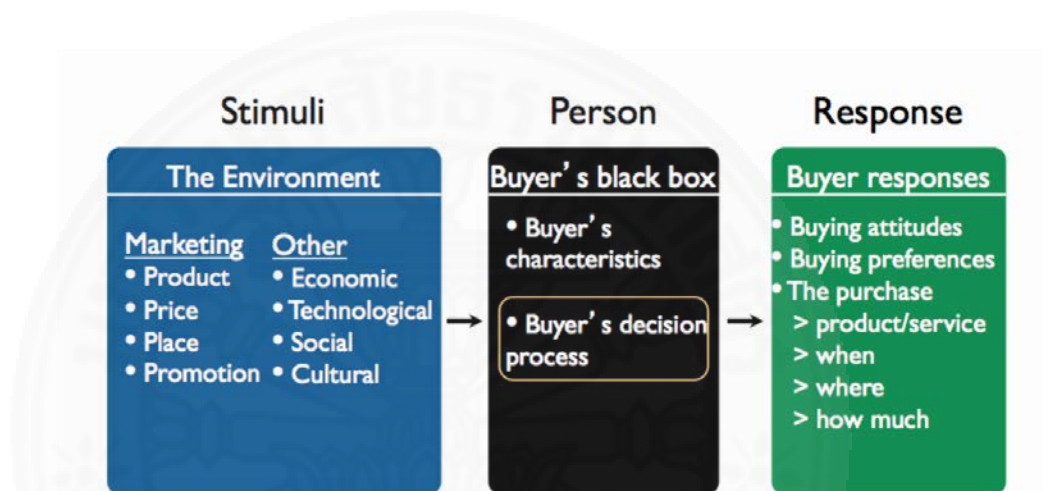 Stimuli
Person
Response
The Environment
Marketing
• Product
• Price
• Place
• Promotion
Other
• Economic
• Technological
• Social
• Cultural
Buyer's black box
• Buyer's
characteristics
• Buyer's decision
process
Buyer responses
• Buying attitudes
• Buying preferences
• The purchase
> product/service
> when
> where
> how much